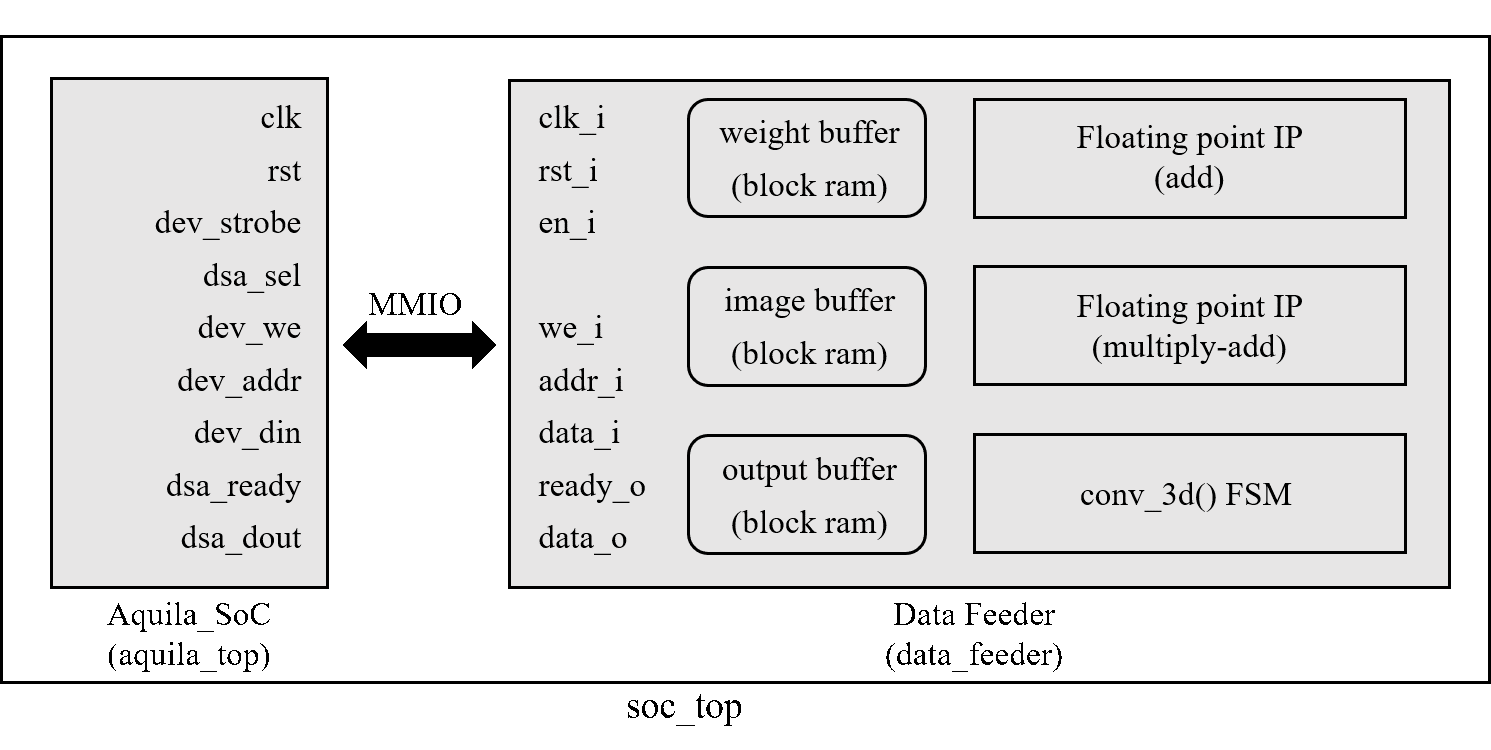 clk
rst
dev_strobe
dsa_sel
dev_we
dev_addr
dev_din
dsa_ready
dsa_dout
Aquila_SoC
(aquila_top)
MMIO
clk_i
rst_i
en_i
we_i
addr_i
data_i
ready_o
data_o
weight buffer
(block ram)
image buffer
(block ram)
output buffer
(block ram)
Floating point IP
(add)
Floating point IP
(multiply-add)
conv_3d() FSM
Data Feeder
(data_feeder)
soc_top